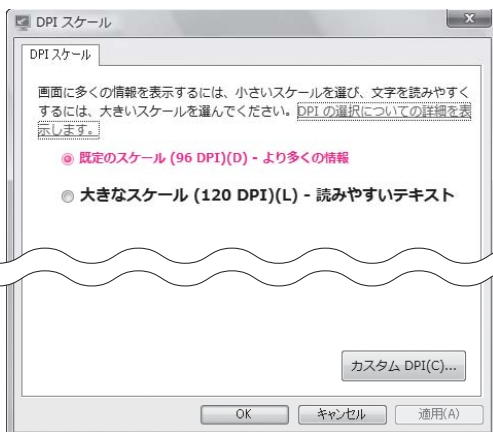 DPI スケール
DPI スケール
画面に多くの情報を表示するには、小さいスケールを選び、文字を読みやすく
するには、大きいスケールを選んでください。DPI の選択についての詳細を表
示します。
既定のスケール (96 DPI)(D) - より多くの情報
大きなスケール (120 DPI)(L) - 読みやすいテキスト
カスタム DPI(C)...
OK キャンセル 適用(A)